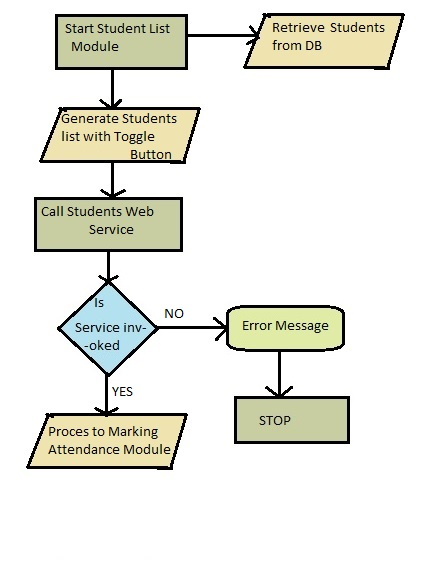 Start Student List
Module
Retrieve Students
from DB
Generate Students
list with Toggle
Button
Call Students Web
Service
Is
Service inv-
-oked
NO
Error Message
YES
STOP
Proces to Marking
Attendance Module